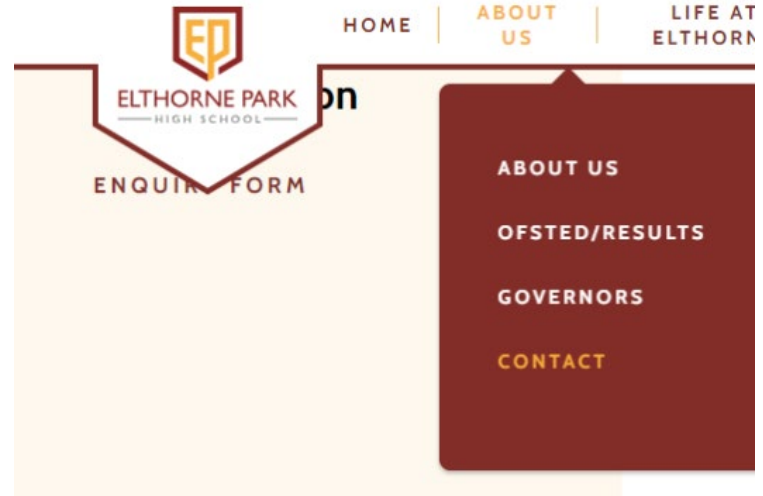 HOME
ABOUT
US
LIFE AT
ELTHORN
EP
ELTHORNE PARK
HIGH SCHOOL
on
FORM
ABOUT US
OFSTED/RESULTS
GOVERNORS
CONTACT